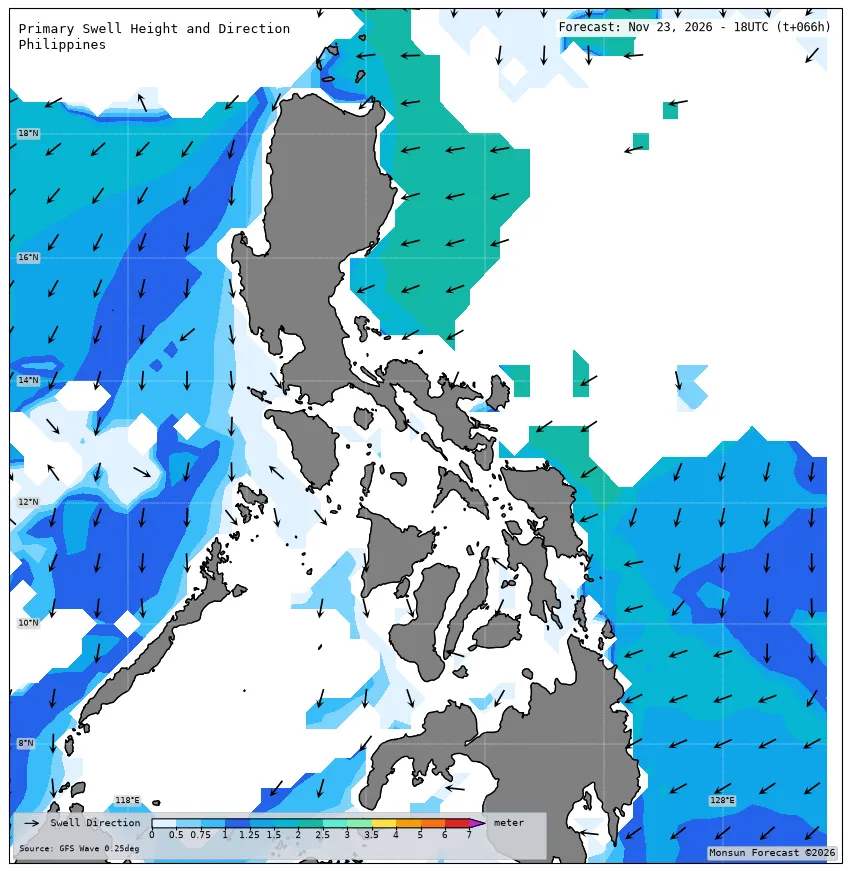 Primary Swell Height and Direction
Philippines
Forecast: Nov 23, 2026 - 18UTC (t+066h)
18°N
16°N
14°N
12°N
10°N
8°N
118°E
128°E
Swell Direction
0 0.5 0.75 1 1.25 1.5 2 2.5 3 3.5 4 5 6 7
meter
Source: GFS Wave 0.25deg
Monsun Forecast ©2026